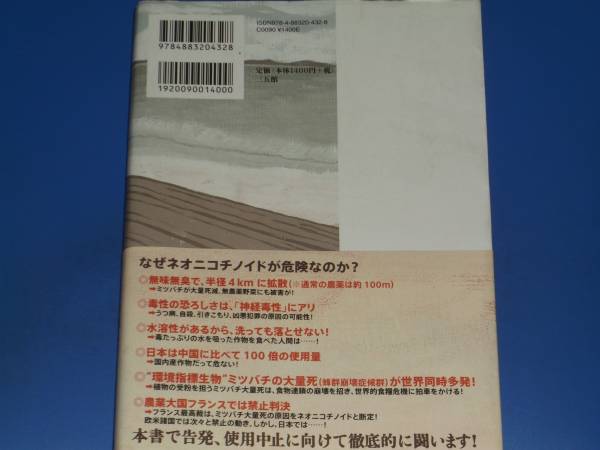 ISBN978-4-88320-432-8
C0090 ¥1400E
9784883204328
1920090014000
定価：本体1400円＋税
三五館
なぜネオニコチノイドが危険なのか？
◎無味無臭で、半径4kmに拡散（※通常の農薬は約100m）
➡ミツバチが大量死滅、無農薬野菜にも被害が！
◎毒性の恐ろしさは、「神経毒性」にアリ
➡うつ病、自殺、引きこもり、凶悪犯罪の原因の可能性！
◎水溶性があるから、洗っても落とせない！
➡毒たっぷりの水を吸った作物を食べた人間は……！
◎日本は中国に比べて100倍の使用量
➡国内産作物だって危ない！
◎“環境指標生物”ミツバチの大量死（蜂群崩壊症候群）が世界同時多発！
➡植物の受粉を担うミツバチ大量死は、食物連鎖の崩壊を招き、世界的食糧危機に拍車をかける！
◎農業大国フランスでは禁止判決
➡フランス最高裁は、ミツバチ大量死の原因をネオニコチノイドと断定！
欧米諸国では次々と禁止の動き。しかし、日本では……！
本書で告発、使用中止に向けて徹底的に闘います！